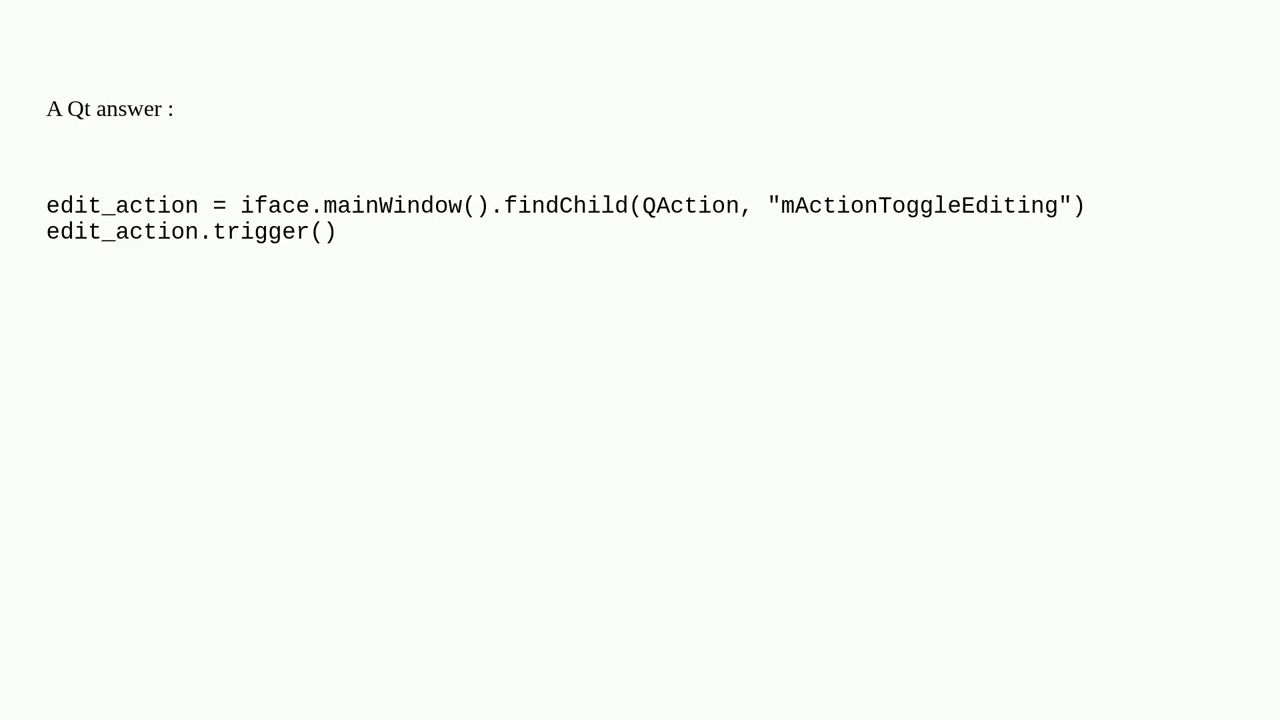 A Qt answer :
edit_action = iface.mainWindow().findChild(QAction, "mActionToggleEditing")
edit_action.trigger()